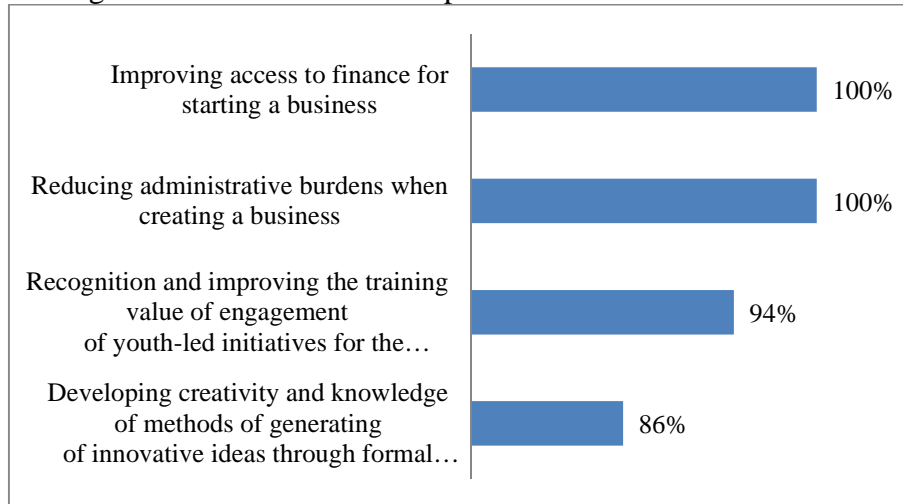 Improving access to finance for
starting a business
100%
Reducing administrative burdens when
creating a business
100%
Recognition and improving the training
value of engagement
of youth-led initiatives for the…
94%
Developing creativity and knowledge
of methods of generating
of innovative ideas through formal…
86%